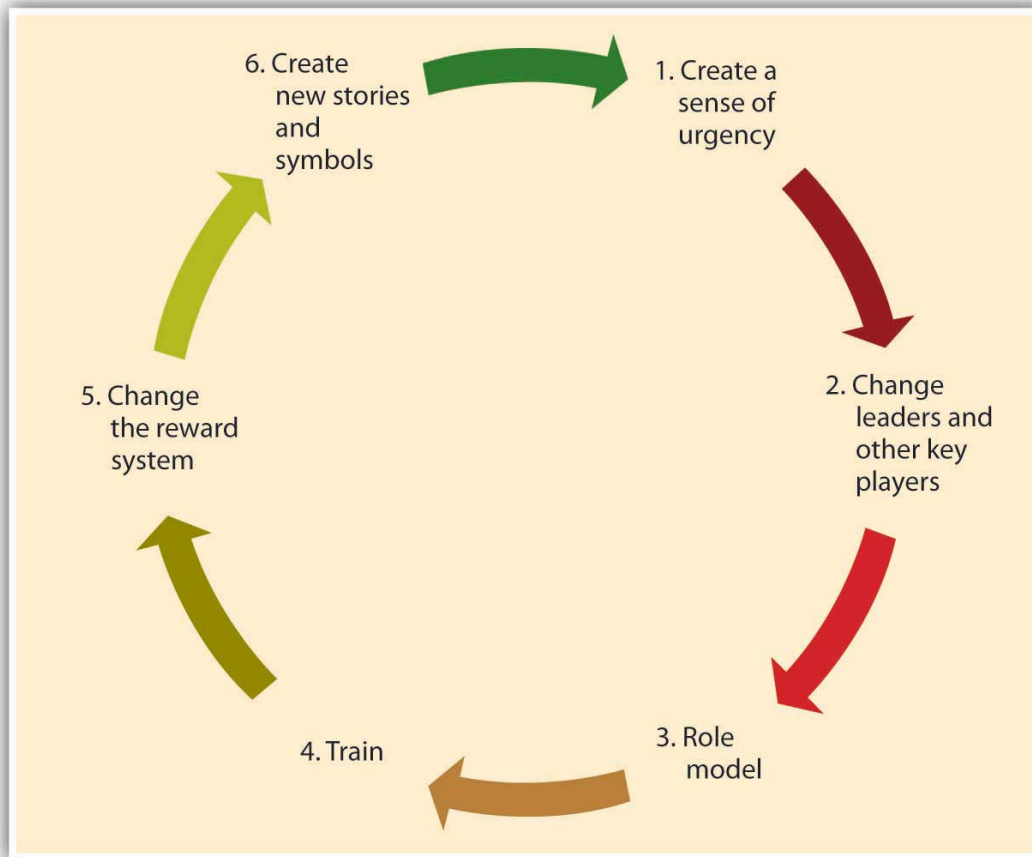 1. Create a
sense of
urgency
2. Change
leaders and
other key
players
3. Role
model
4. Train
5. Change
the reward
system
6. Create
new stories
and
symbols